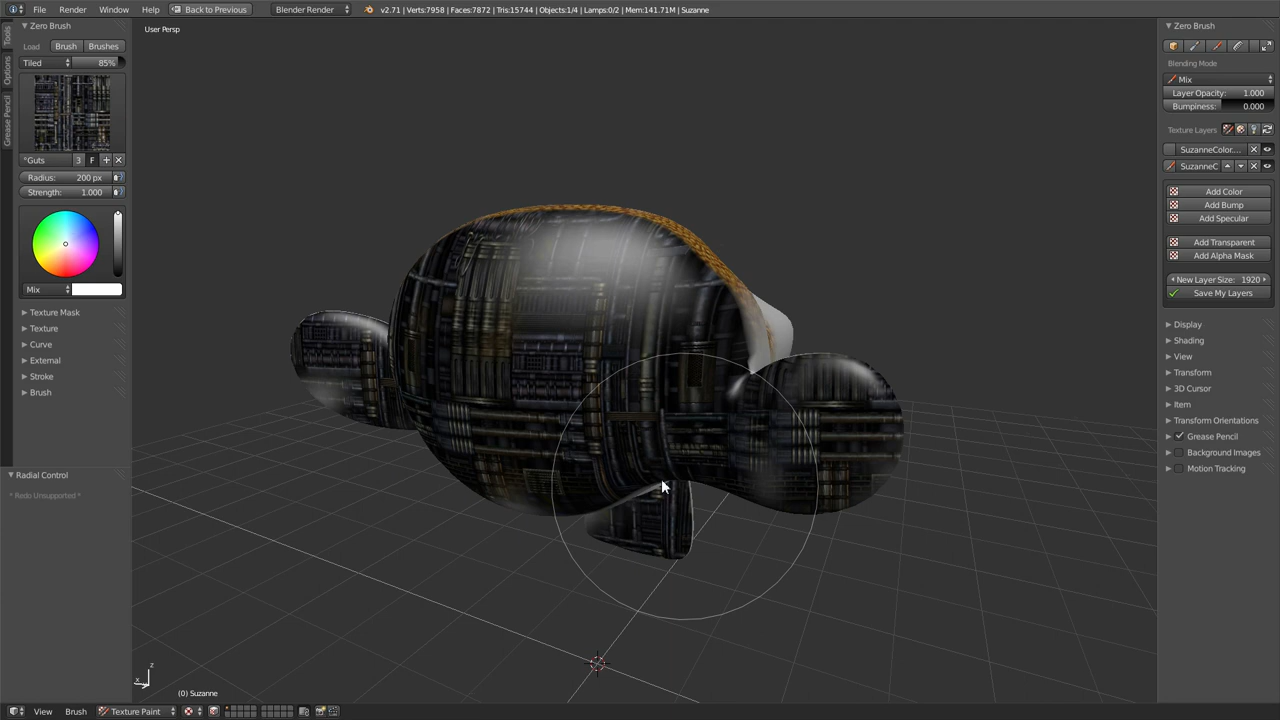 File Render Window Help Back to Previous Blender Render v2.71 | Verts:7958 | Faces:7872 | Tris:15744 | Objects:1/4 | Lamps:0/2 | Mem:141.71M | Suzanne
Tools
Options
Grease Pencil
Zero Brush
Load Brush Brushes
Tiled 85%
°Guts 3 F
Radius: 200 px
Strength: 1.000
Mix
Texture Mask
Texture
Curve
External
Stroke
Brush
Radial Control
* Redo Unsupported *
User Persp
z
x
(0) Suzanne
Zero Brush
Blending Mode
Mix
Layer Opacity: 1.000
Bumpiness: 0.000
Texture Layers
SuzanneColor....
SuzanneC
Add Color
Add Bump
Add Specular
Add Transparent
Add Alpha Mask
New Layer Size: 1920
Save My Layers
Display
Shading
View
Transform
3D Cursor
Item
Transform Orientations
Grease Pencil
Background Images
Motion Tracking
View Brush Texture Paint